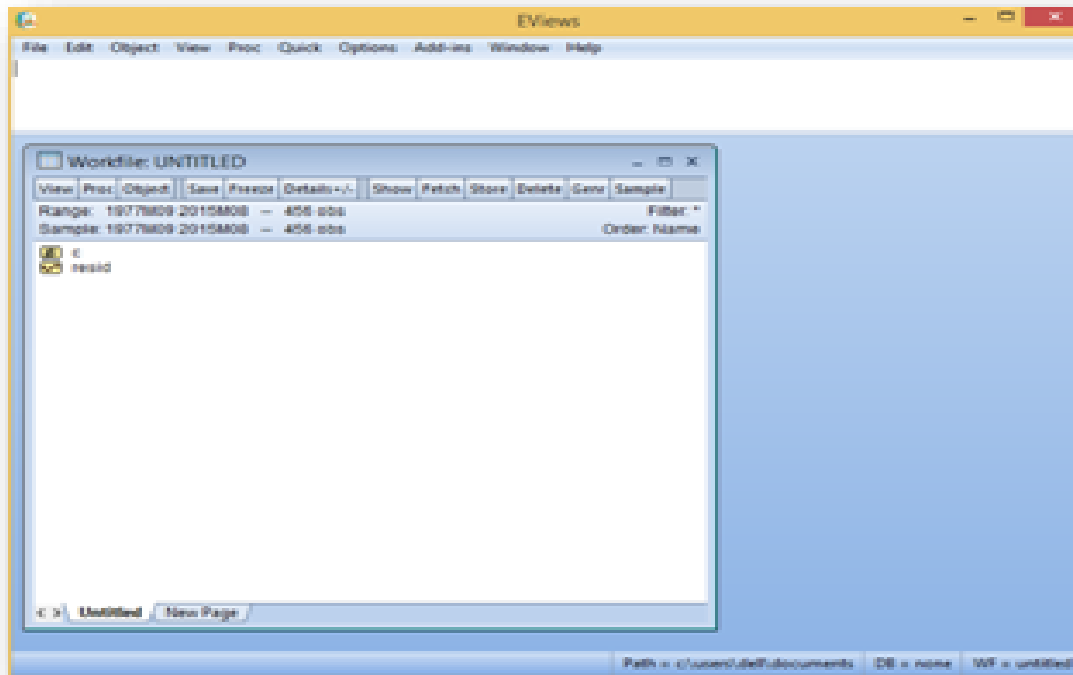 EViews
File Edit Object View Proc Quick Options Add-ins Window Help
Workfile: UNTITLED
View Proc Object Save Freeze Details+/- Show Fetch Store Delete Genr Sample
Range: 1977M09 2015M08 – 456 obs Filter: *
Sample: 1977M09 2015M08 – 456 obs Order: Name
c
resid
< > Untitled New Page
Path = c:\users\dell\documents DB = none WF = untitled